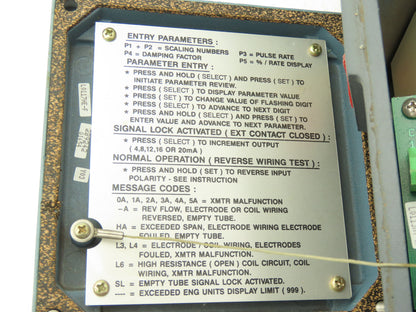 ENTRY PARAMETERS :
P1 + P2 = SCALING NUMBERS P3 = PULSE RATE
P4 = DAMPING FACTOR P5 = % / RATE DISPLAY
PARAMETER ENTRY :
* PRESS AND HOLD ( SELECT ) AND PRESS ( SET ) TO
INITIATE PARAMETER REVIEW.
* PRESS ( SELECT ) TO DISPLAY PARAMETER VALUE
* PRESS ( SET ) TO CHANGE VALUE OF FLASHING DIGIT
* PRESS ( SELECT ) TO ADVANCE TO NEXT DIGIT
* PRESS AND HOLD ( SELECT ) AND PRESS ( SET ) TO
ENTER VALUE AND ADVANCE TO NEXT PARAMETER.
SIGNAL LOCK ACTIVATED ( EXT CONTACT CLOSED ) :
* PRESS ( SELECT ) TO INCREMENT OUTPUT
( 4,8,12,16 OR 20mA )
NORMAL OPERATION ( REVERSE WIRING TEST ) :
* PRESS AND HOLD ( SET ) TO REVERSE INPUT
POLARITY - SEE INSTRUCTION
MESSAGE CODES :
0A, 1A, 2A, 3A, 4A, 5A = XMTR MALFUNCTION
-A = REV FLOW, ELECTRODE OR COIL WIRING
REVERSED, EMPTY TUBE.
HA = EXCEEDED SPAN, ELECTRODE WIRING ELECTRODE
FOULED, EMPTY TUBE.
L3, L4 = ELECTRODE / COIL WIRING, ELECTRODES
FOULED, XMTR MALFUNCTION.
L6 = HIGH RESISTANCE ( OPEN ) COIL CIRCUIT, COIL
WIRING, XMTR MALFUNCTION.
SL = EMPTY TUBE SIGNAL LOCK ACTIVATED.
---- = EXCEEDED ENG UNITS DISPLAY LIMIT ( 999 ).